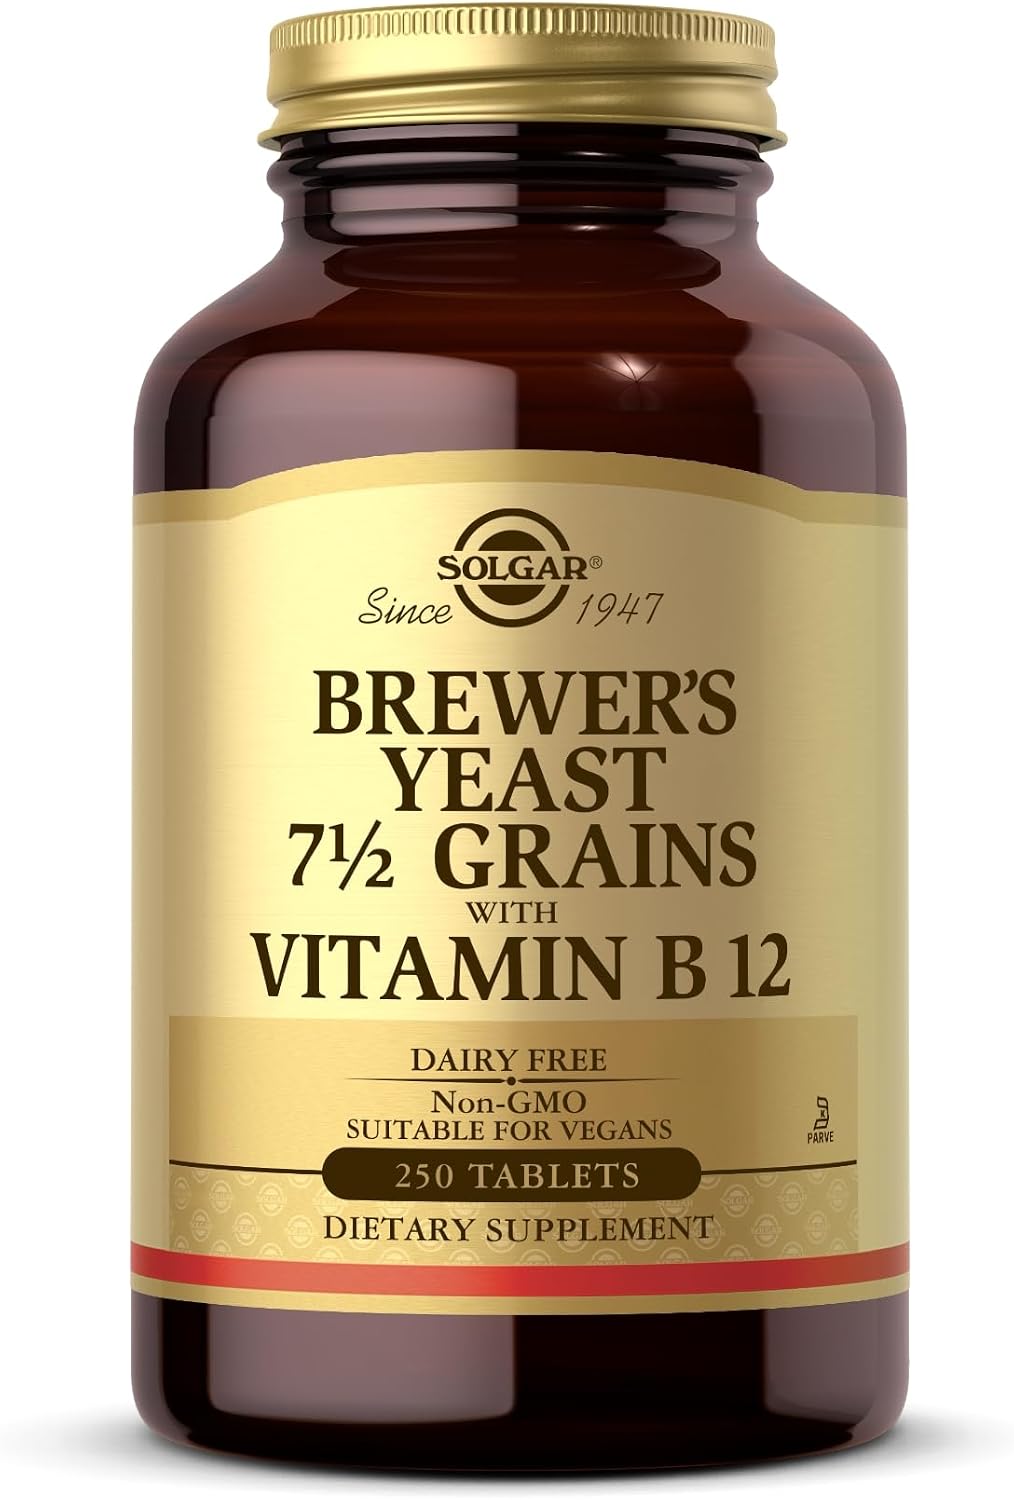 SOLGAR®
Since 1947
BREWER'S
YEAST
7½ GRAINS
WITH
VITAMIN B12
DAIRY FREE
Non-GMO
SUITABLE FOR VEGANS
K
PARVE
250 TABLETS
DIETARY SUPPLEMENT